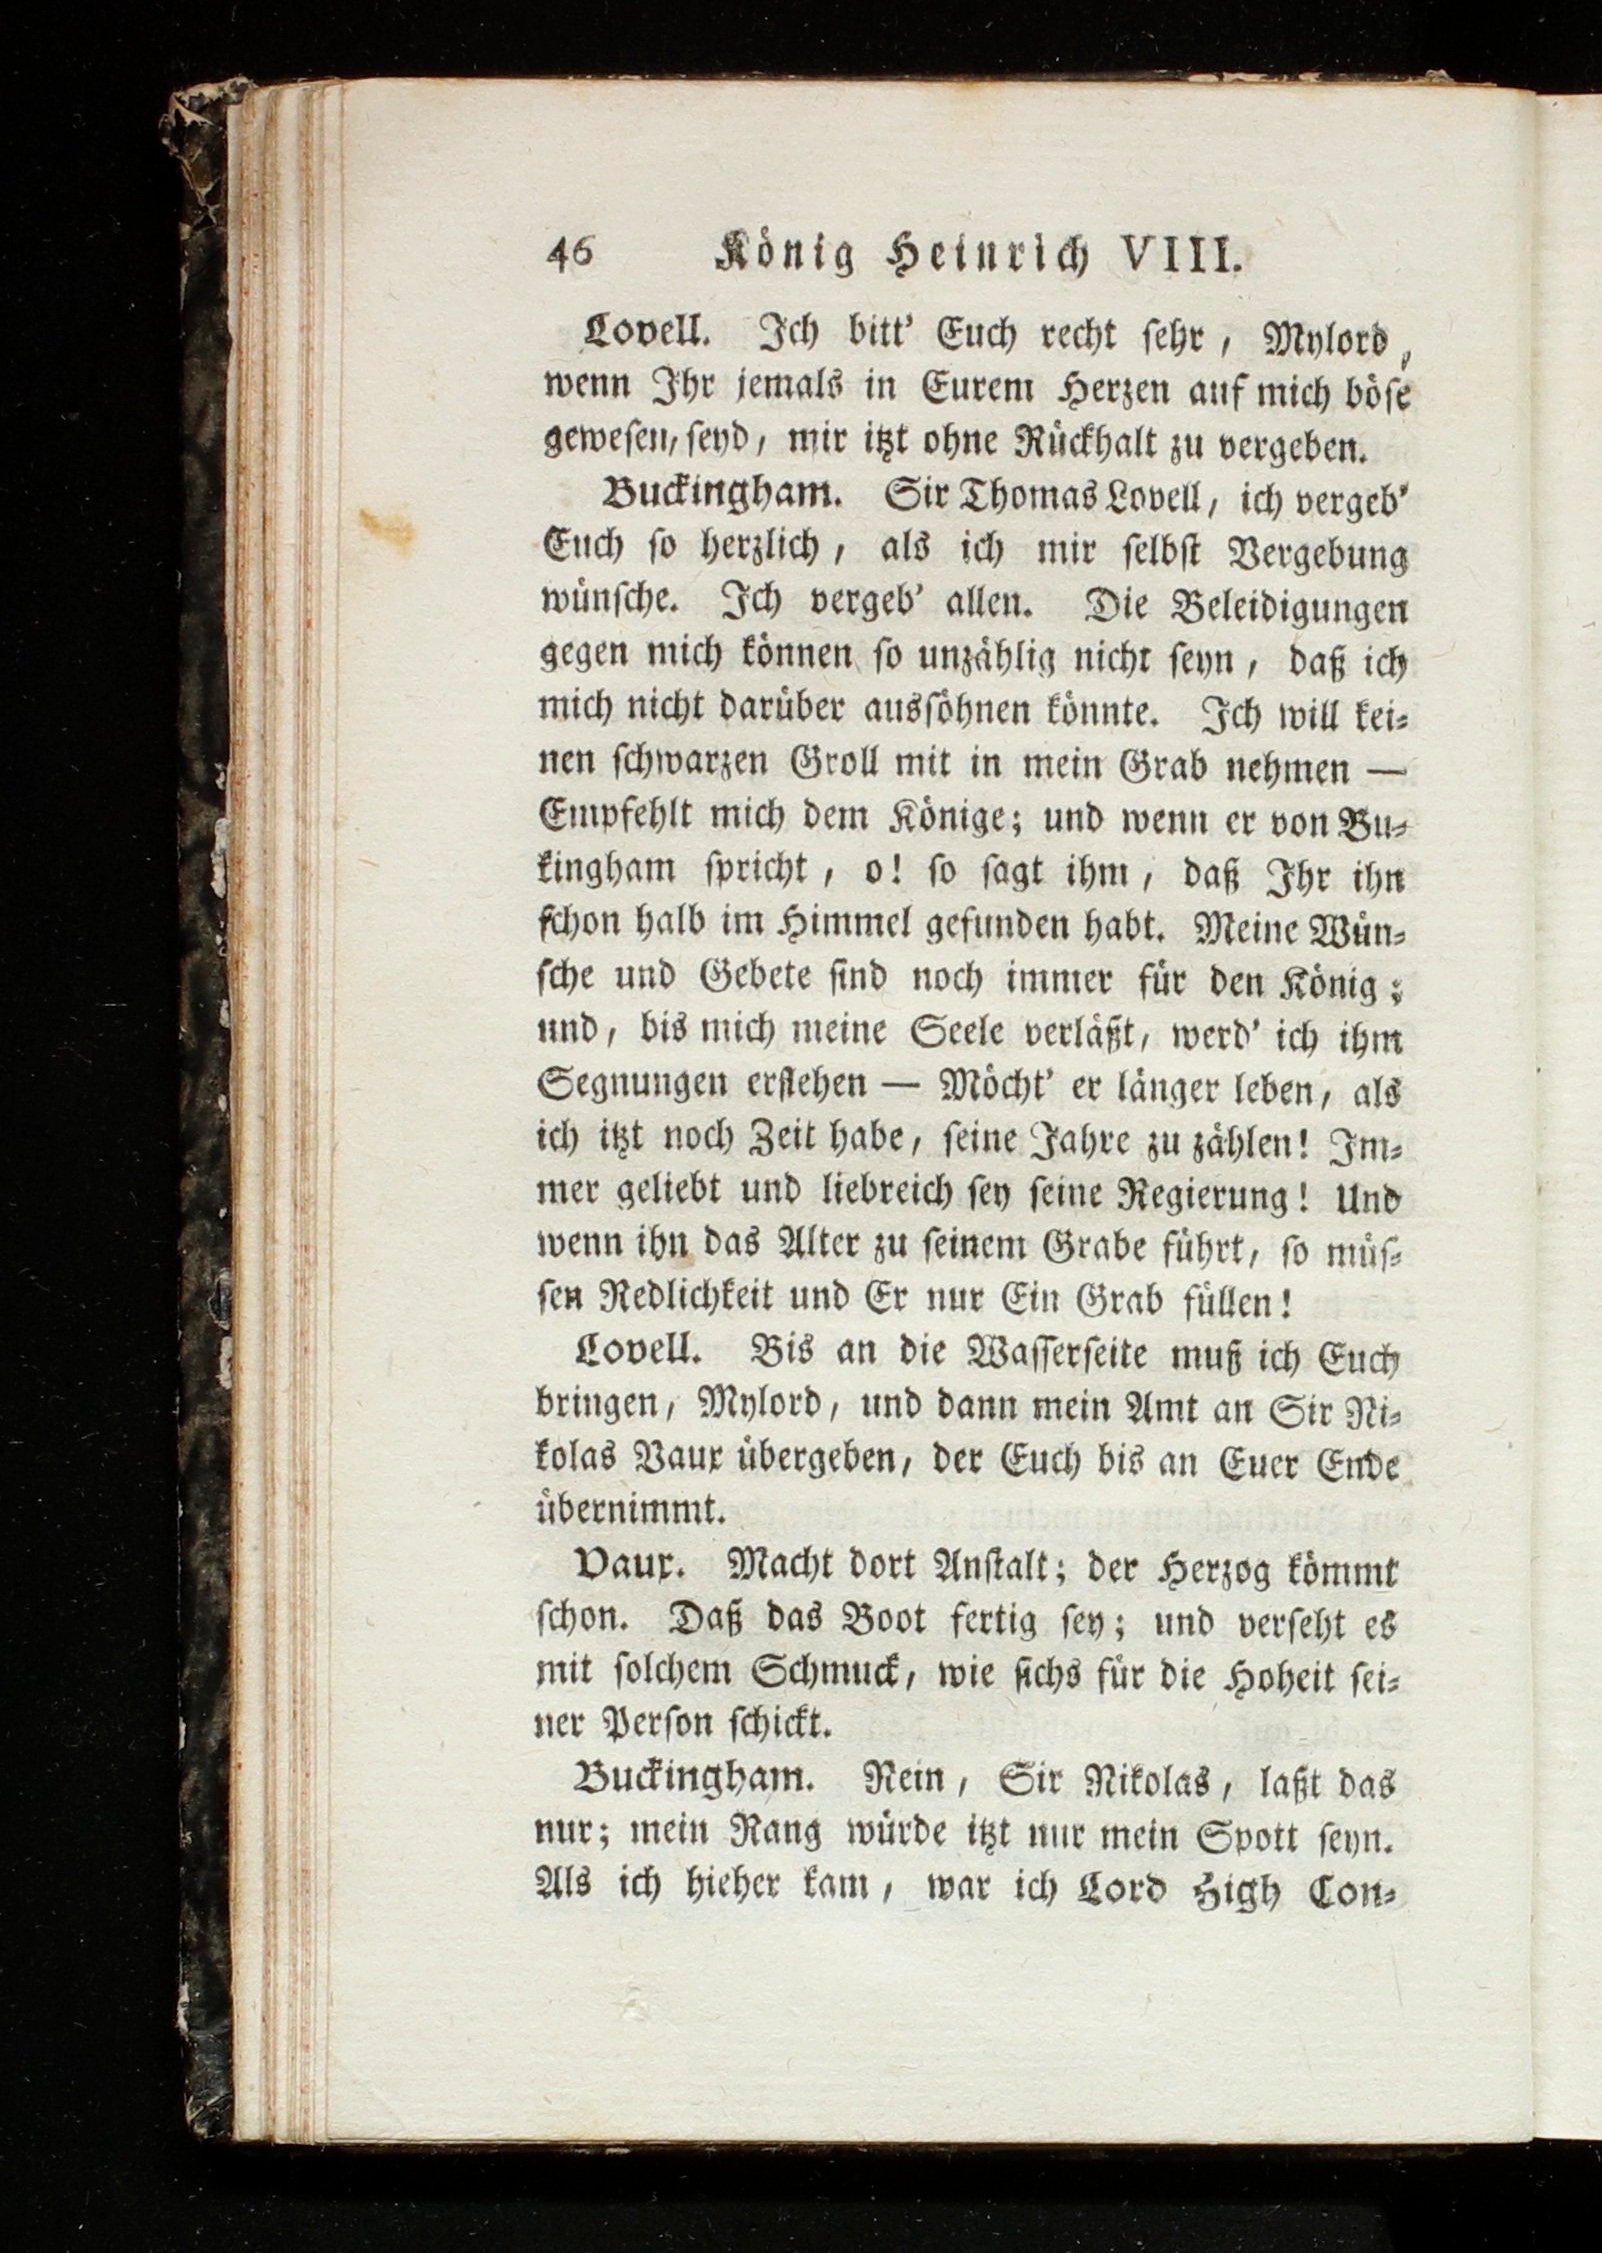 46 König Heinrich VIII.
Lovell. Ich bitt' Euch recht ſehr, Mylord,
wenn Ihr jemals in Eurem Herzen auf mich böſe
geweſen, ſeyd, mir itzt ohne Rückhalt zu vergeben.
Buckingham. Sir Thomas Lovell, ich vergeb'
Euch ſo herzlich, als ich mir ſelbſt Vergebung
wünſche. Ich vergeb' allen. Die Beleidigungen
gegen mich können ſo unzählig nicht ſeyn, daß ich
mich nicht darüber ausſöhnen könnte. Ich will kei-
nen ſchwarzen Groll mit in mein Grab nehmen —
Empfehlt mich dem Könige; und wenn er von Bu-
kingham ſpricht, o! ſo ſagt ihm, daß Ihr ihn
ſchon halb im Himmel gefunden habt. Meine Wün-
ſche und Gebete ſind noch immer für den König;
und, bis mich meine Seele verläßt, werd' ich ihm
Segnungen erflehen — Möcht' er länger leben, als
ich itzt noch Zeit habe, ſeine Jahre zu zählen! Im-
mer geliebt und liebreich ſey ſeine Regierung! Und
wenn ihn das Alter zu ſeinem Grabe führt, ſo müſ-
ſen Redlichkeit und Er nur Ein Grab füllen!
Lovell. Bis an die Waſſerſeite muß ich Euch
bringen, Mylord, und dann mein Amt an Sir Ni-
kolas Vaux übergeben, der Euch bis an Euer Ende
übernimmt.
Vaux. Macht dort Anſtalt; der Herzog kömmt
ſchon. Daß das Boot fertig ſey; und verſeht es
mit ſolchem Schmuck, wie ſichs für die Hoheit ſei-
ner Perſon ſchickt.
Buckingham. Nein, Sir Nikolas, laßt das
nur; mein Rang würde itzt nur mein Spott ſeyn.
Als ich hieher kam, war ich Lord High Con-